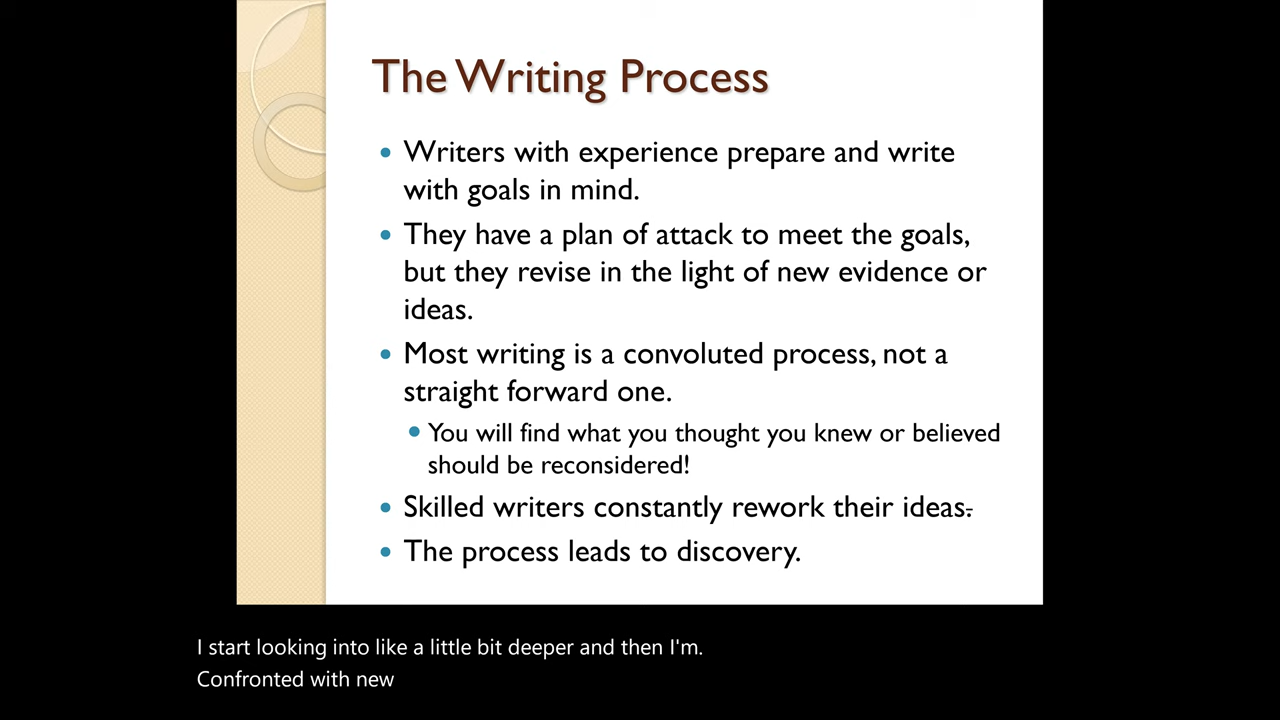 The Writing Process
• Writers with experience prepare and write
with goals in mind.
• They have a plan of attack to meet the goals,
but they revise in the light of new evidence or
ideas.
• Most writing is a convoluted process, not a
straight forward one.
• You will find what you thought you knew or believed
should be reconsidered!
• Skilled writers constantly rework their ideas.
• The process leads to discovery.
I start looking into like a little bit deeper and then I'm.
Confronted with new